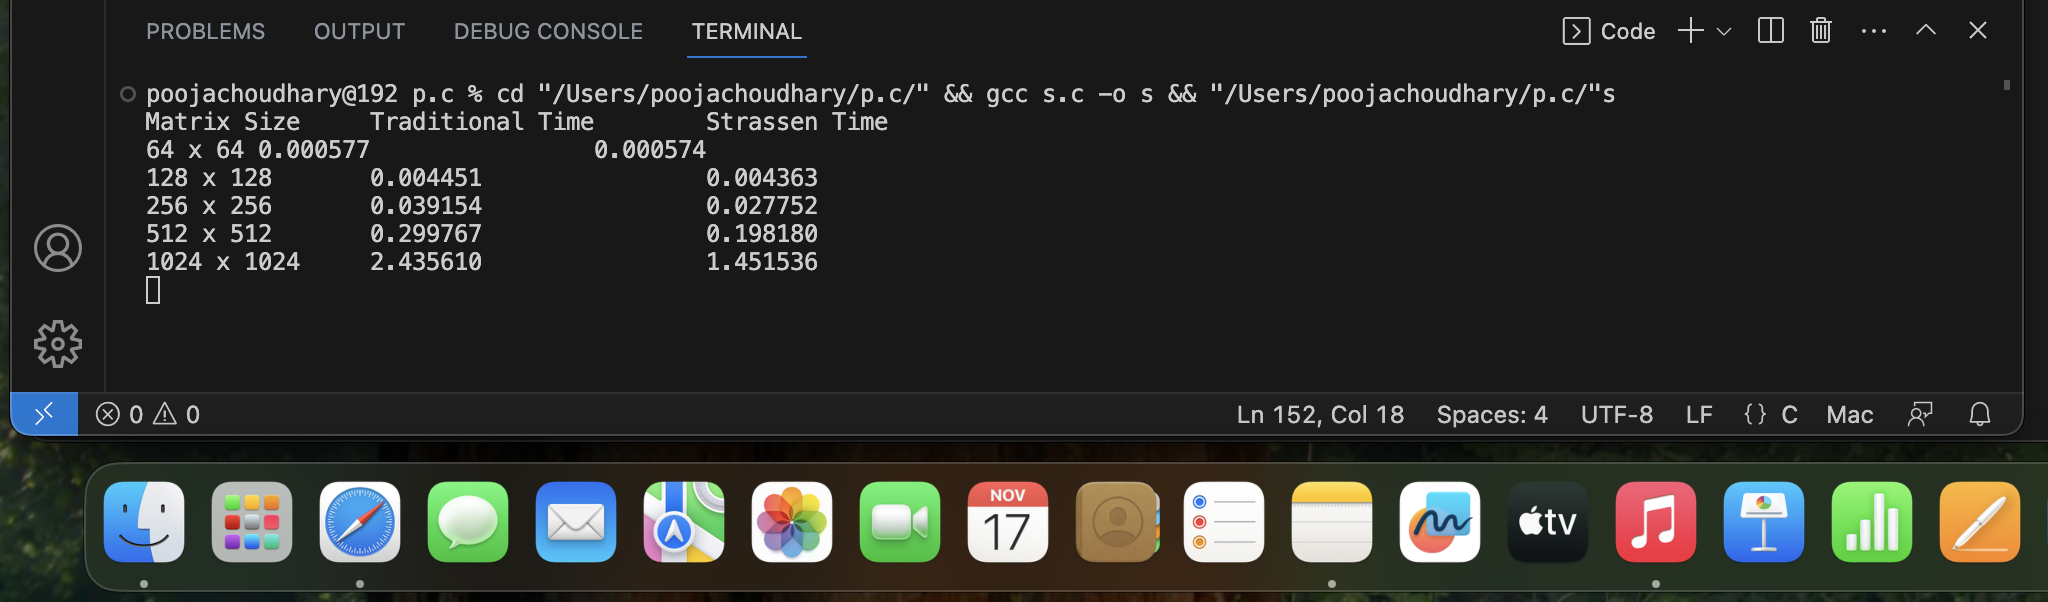 PROBLEMS OUTPUT DEBUG CONSOLE TERMINAL Code
poojachoudhary@192 p.c % cd "/Users/poojachoudhary/p.c/" && gcc s.c -o s && "/Users/poojachoudhary/p.c/"s
Matrix Size Traditional Time Strassen Time
64 x 64 0.000577 0.000574
128 x 128 0.004451 0.004363
256 x 256 0.039154 0.027752
512 x 512 0.299767 0.198180
1024 x 1024 2.435610 1.451536
0 0 Ln 152, Col 18 Spaces: 4 UTF-8 LF {} C Mac
NOV
17
tv